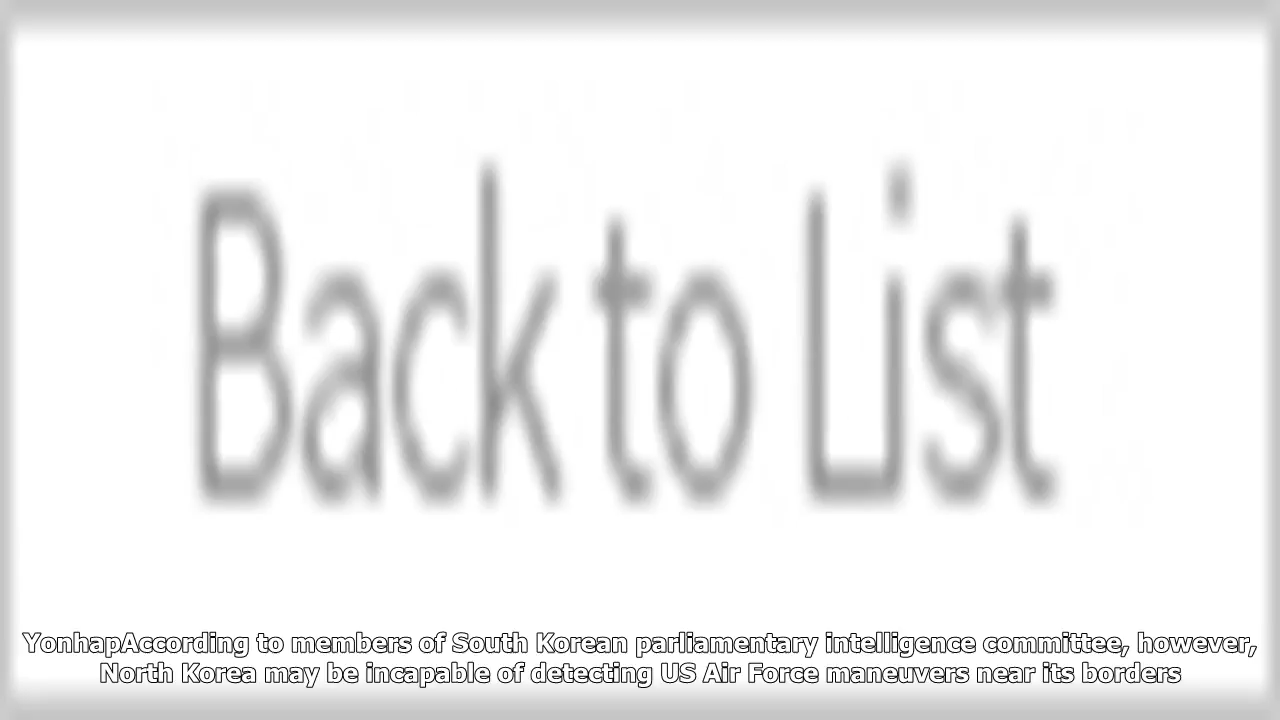 Back to List
YonhapAccording to members of South Korean parliamentary intelligence committee, however,
North Korea may be incapable of detecting US Air Force maneuvers near its borders